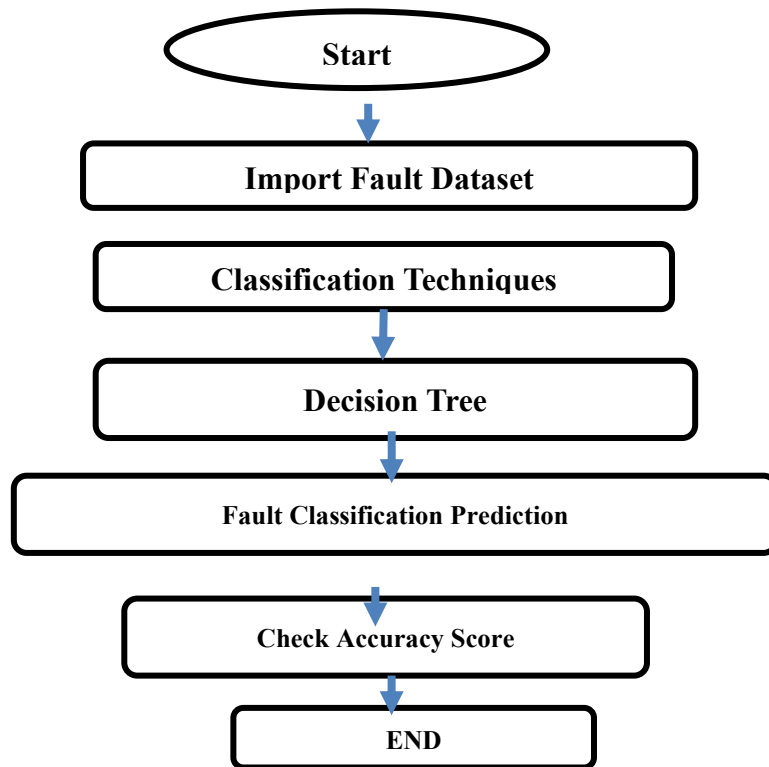 Start
Import Fault Dataset
Classification Techniques
Decision Tree
Fault Classification Prediction
Check Accuracy Score
END